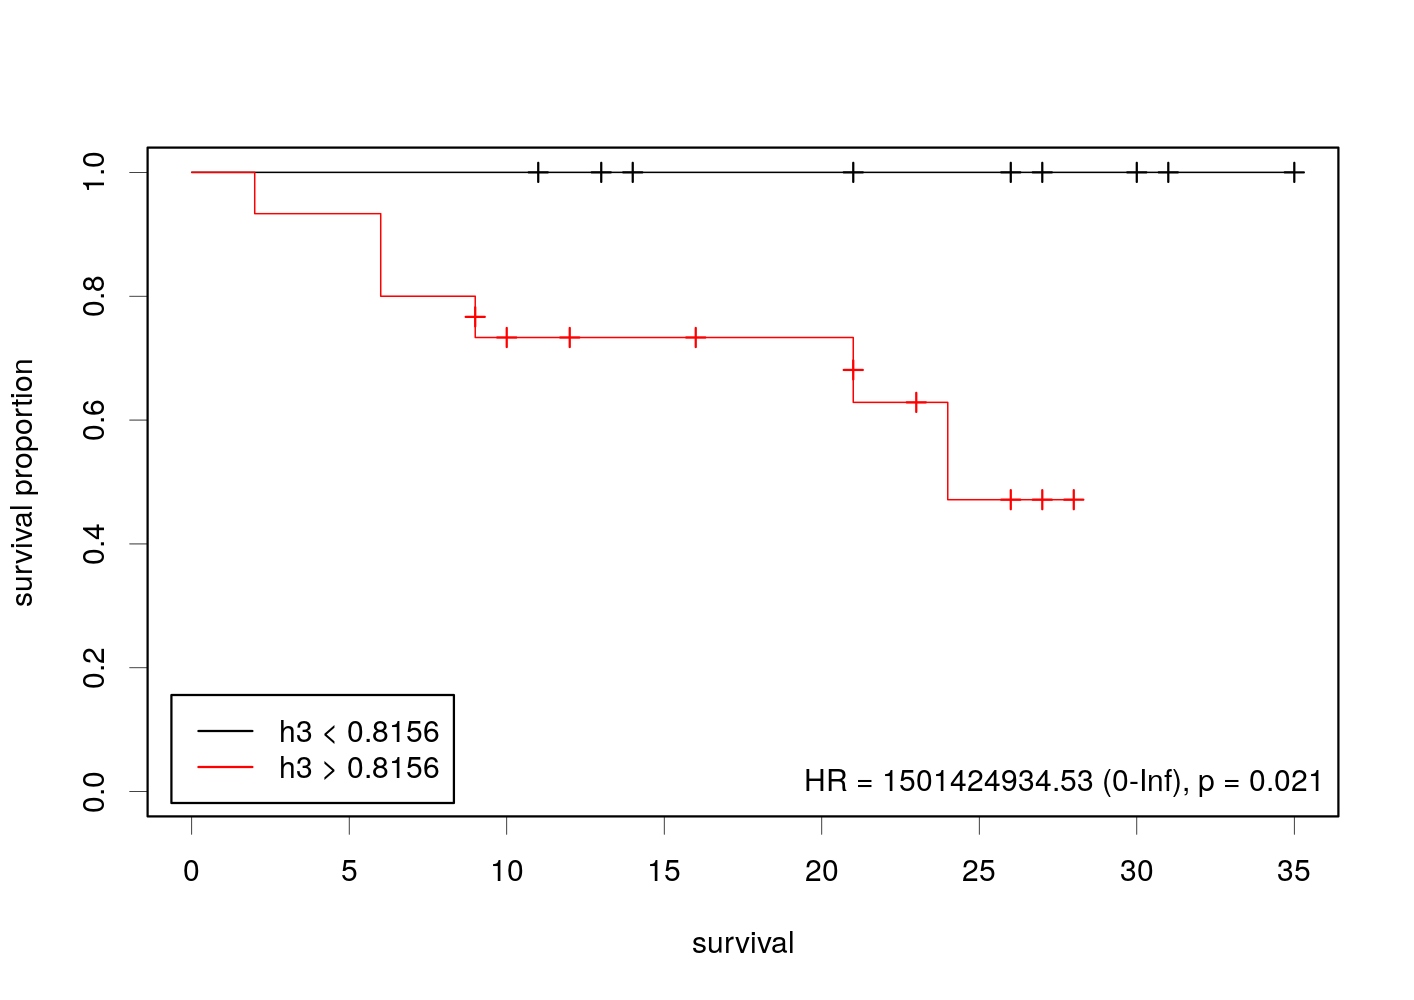 survival proportion
1.0
0.8
0.6
0.4
0.2
0.0
h3 < 0.8156
h3 > 0.8156
HR = 1501424934.53 (0-Inf), p = 0.021
0 5 10 15 20 25 30 35
survival